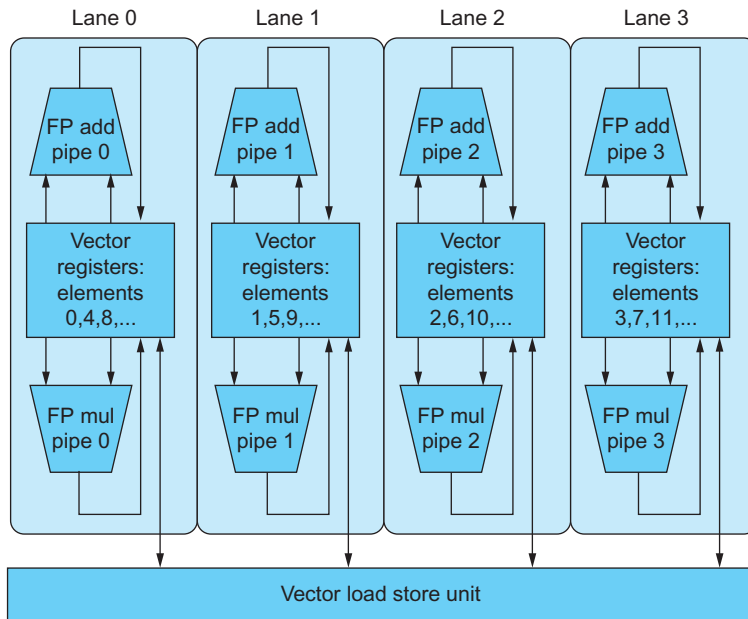 Lane 0
Lane 1
Lane 2
Lane 3
FP add
pipe 0
FP add
pipe 1
FP add
pipe 2
FP add
pipe 3
Vector
registers:
elements
0,4,8,...
Vector
registers:
elements
1,5,9,...
Vector
registers:
elements
2,6,10,...
Vector
registers:
elements
3,7,11,...
FP mul
pipe 0
FP mul
pipe 1
FP mul
pipe 2
FP mul
pipe 3
Vector load store unit